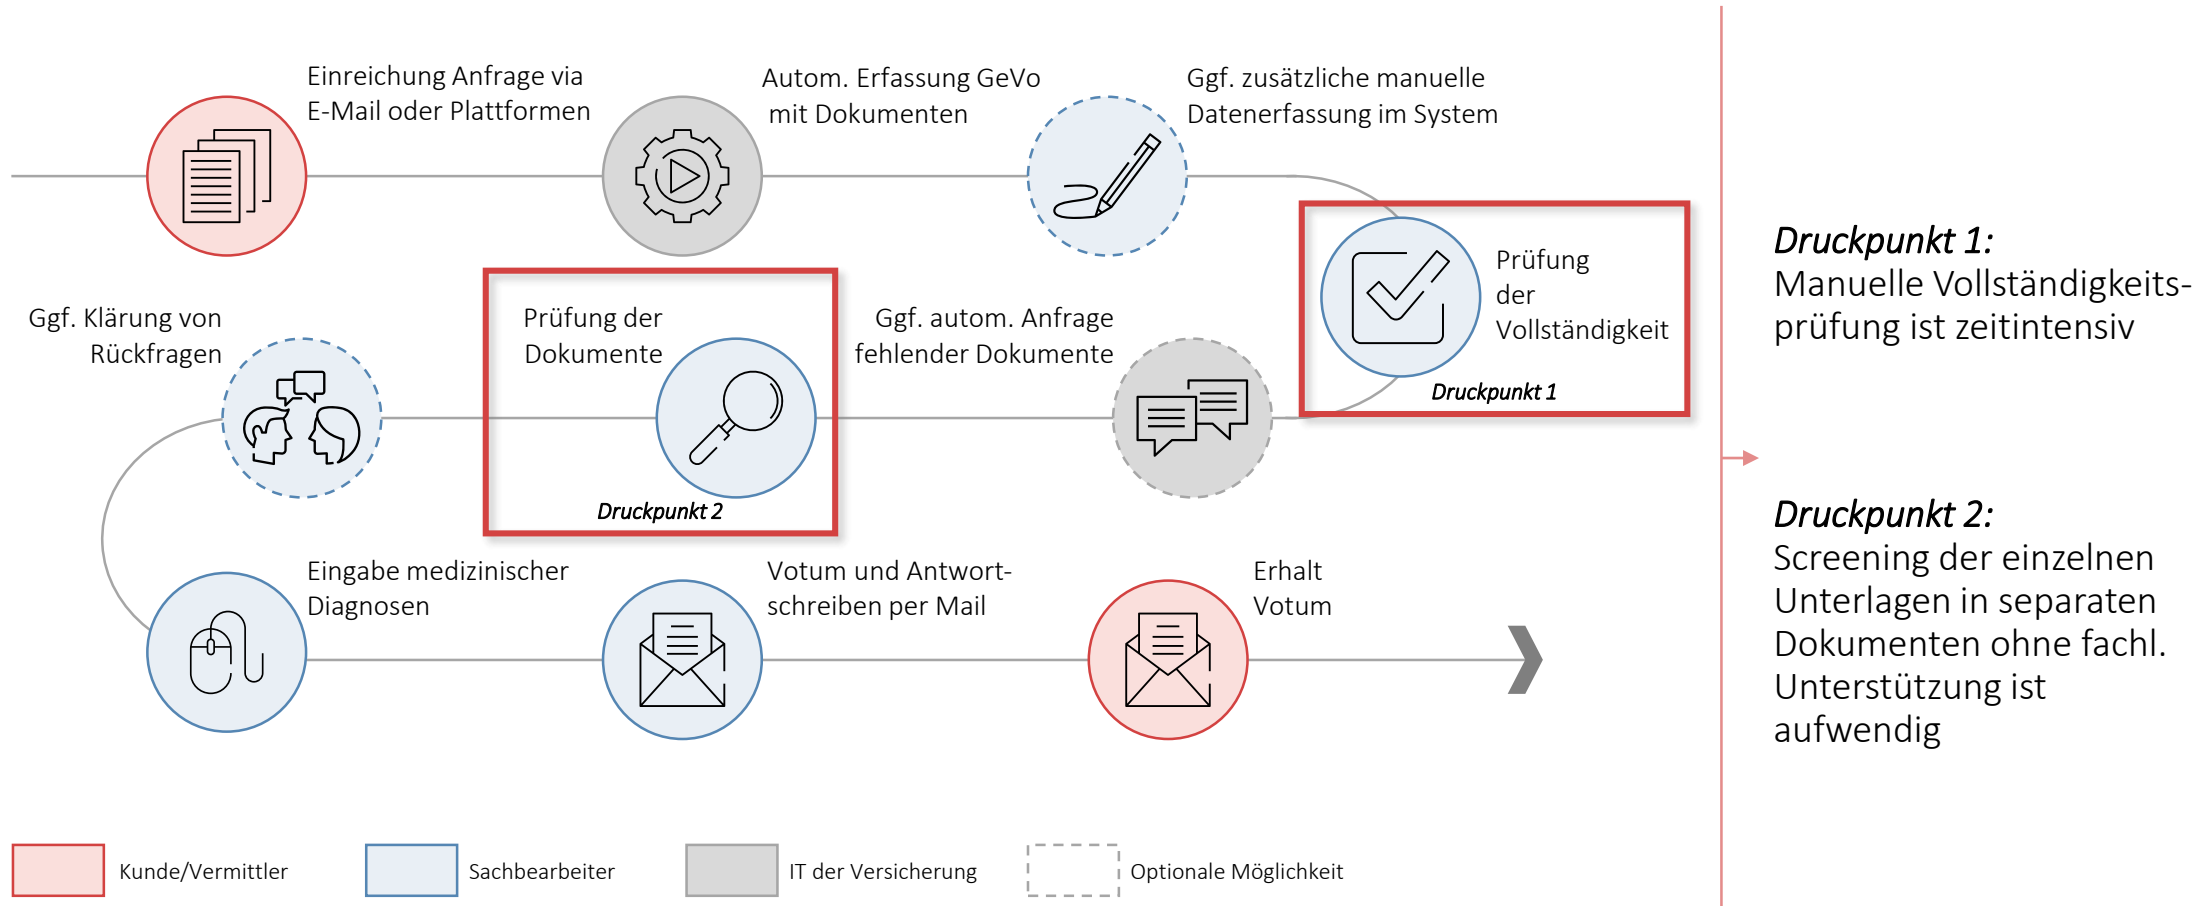 Einreichung Anfrage via
E-Mail oder Plattformen
Autom. Erfassung GeVo
mit Dokumenten
Ggf. zusätzliche manuelle
Datenerfassung im System
Prüfung
der
Vollständigkeit
Druckpunkt 1
Ggf. autom. Anfrage
fehlender Dokumente
Prüfung der
Dokumente
Druckpunkt 2
Ggf. Klärung von
Rückfragen
Eingabe medizinischer
Diagnosen
Votum und Antwort-
schreiben per Mail
Erhalt
Votum
Druckpunkt 1:
Manuelle Vollständigkeits-
prüfung ist zeitintensiv
Druckpunkt 2:
Screening der einzelnen
Unterlagen in separaten
Dokumenten ohne fachl.
Unterstützung ist
aufwendig
Kunde/Vermittler
Sachbearbeiter
IT der Versicherung
Optionale Möglichkeit